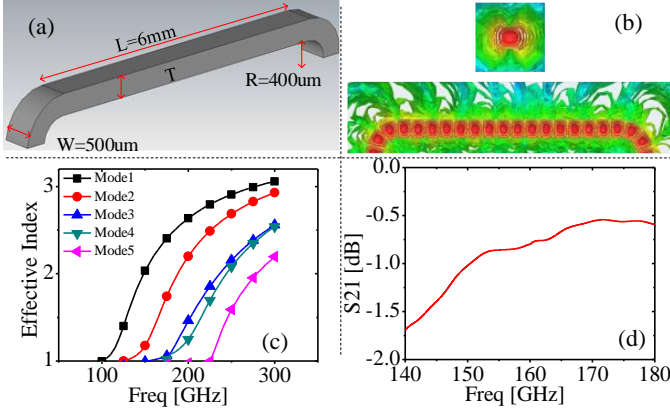 (a)
L=6mm
T
R=400um
W=500um
(b)
Effective Index
3
2
1
Mode1
Mode2
Mode3
Mode4
Mode5
(c)
100
200
300
Freq [GHz]
S21 [dB]
0.0
-0.5
-1.0
-1.5
-2.0
(d)
140
150
160
170
180
Freq [GHz]